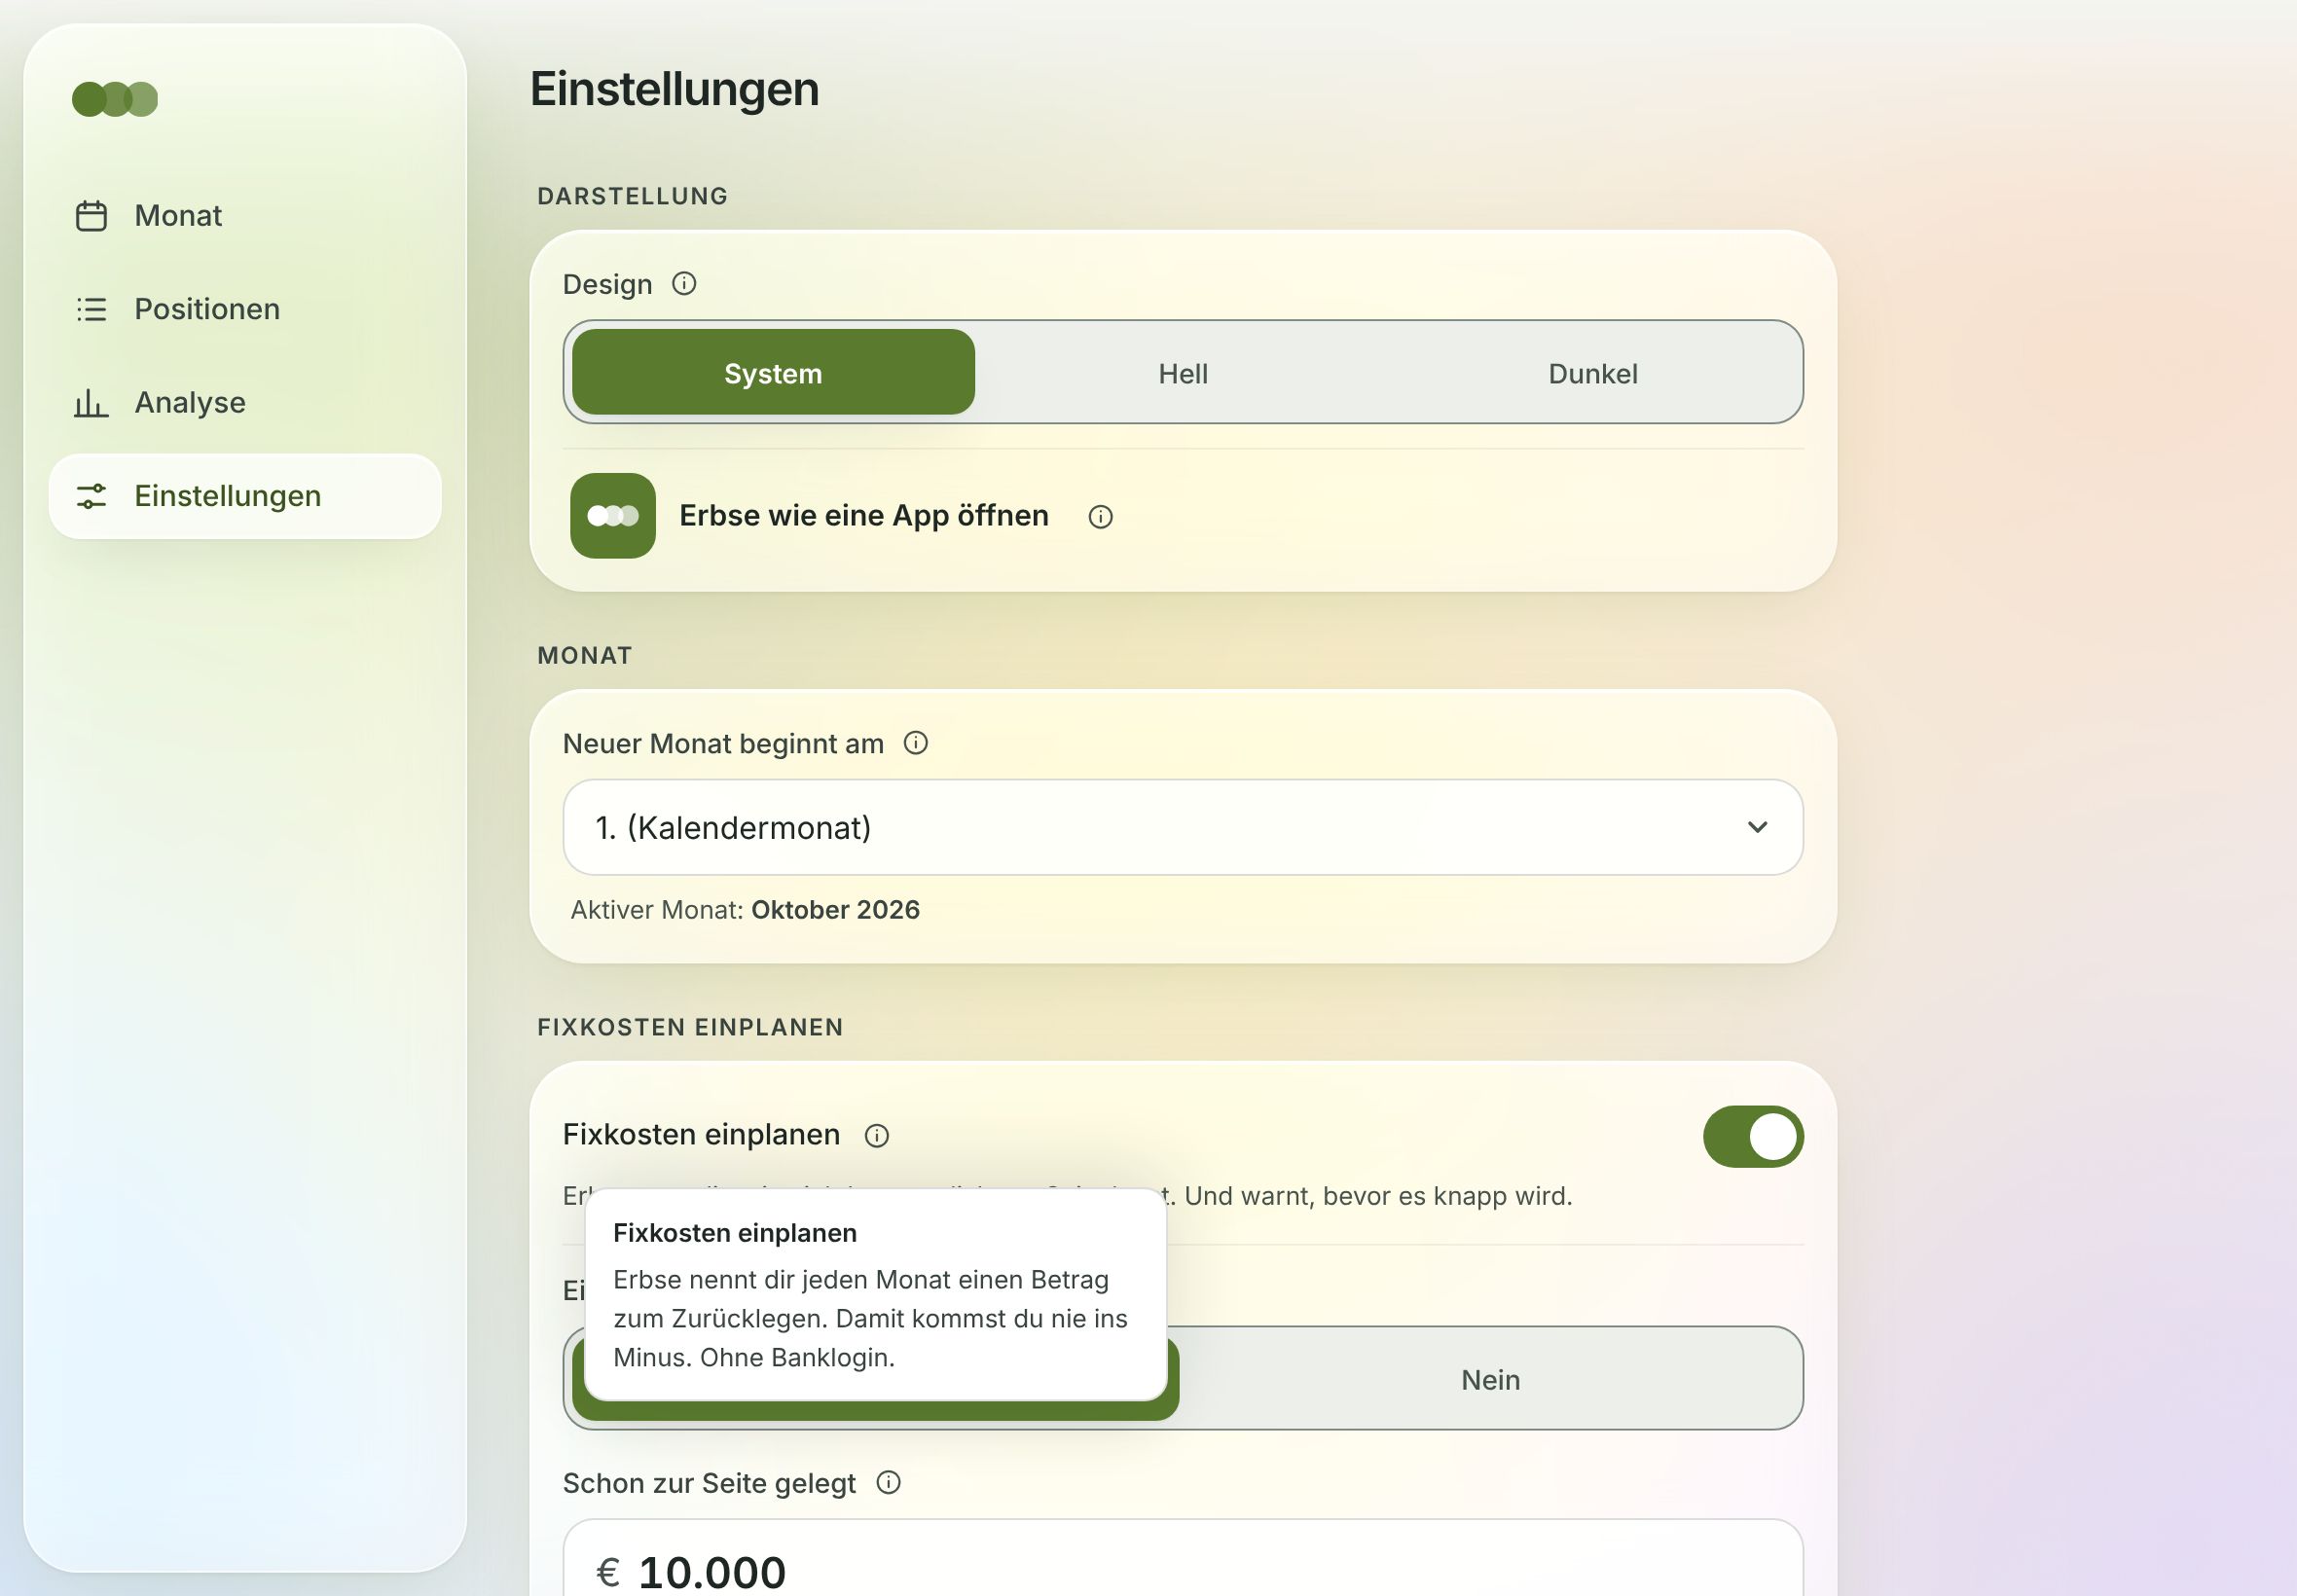 Einstellungen
Monat
Positionen
Analyse
Einstellungen
DARSTELLUNG
Design
System Hell Dunkel
Erbse wie eine App öffnen
MONAT
Neuer Monat beginnt am
1. (Kalendermonat)
Aktiver Monat: Oktober 2026
FIXKOSTEN EINPLANEN
Fixkosten einplanen
Und warnt, bevor es knapp wird.
Fixkosten einplanen
Erbse nennt dir jeden Monat einen Betrag
zum Zurücklegen. Damit kommst du nie ins
Minus. Ohne Banklogin.
Nein
Schon zur Seite gelegt
€ 10.000